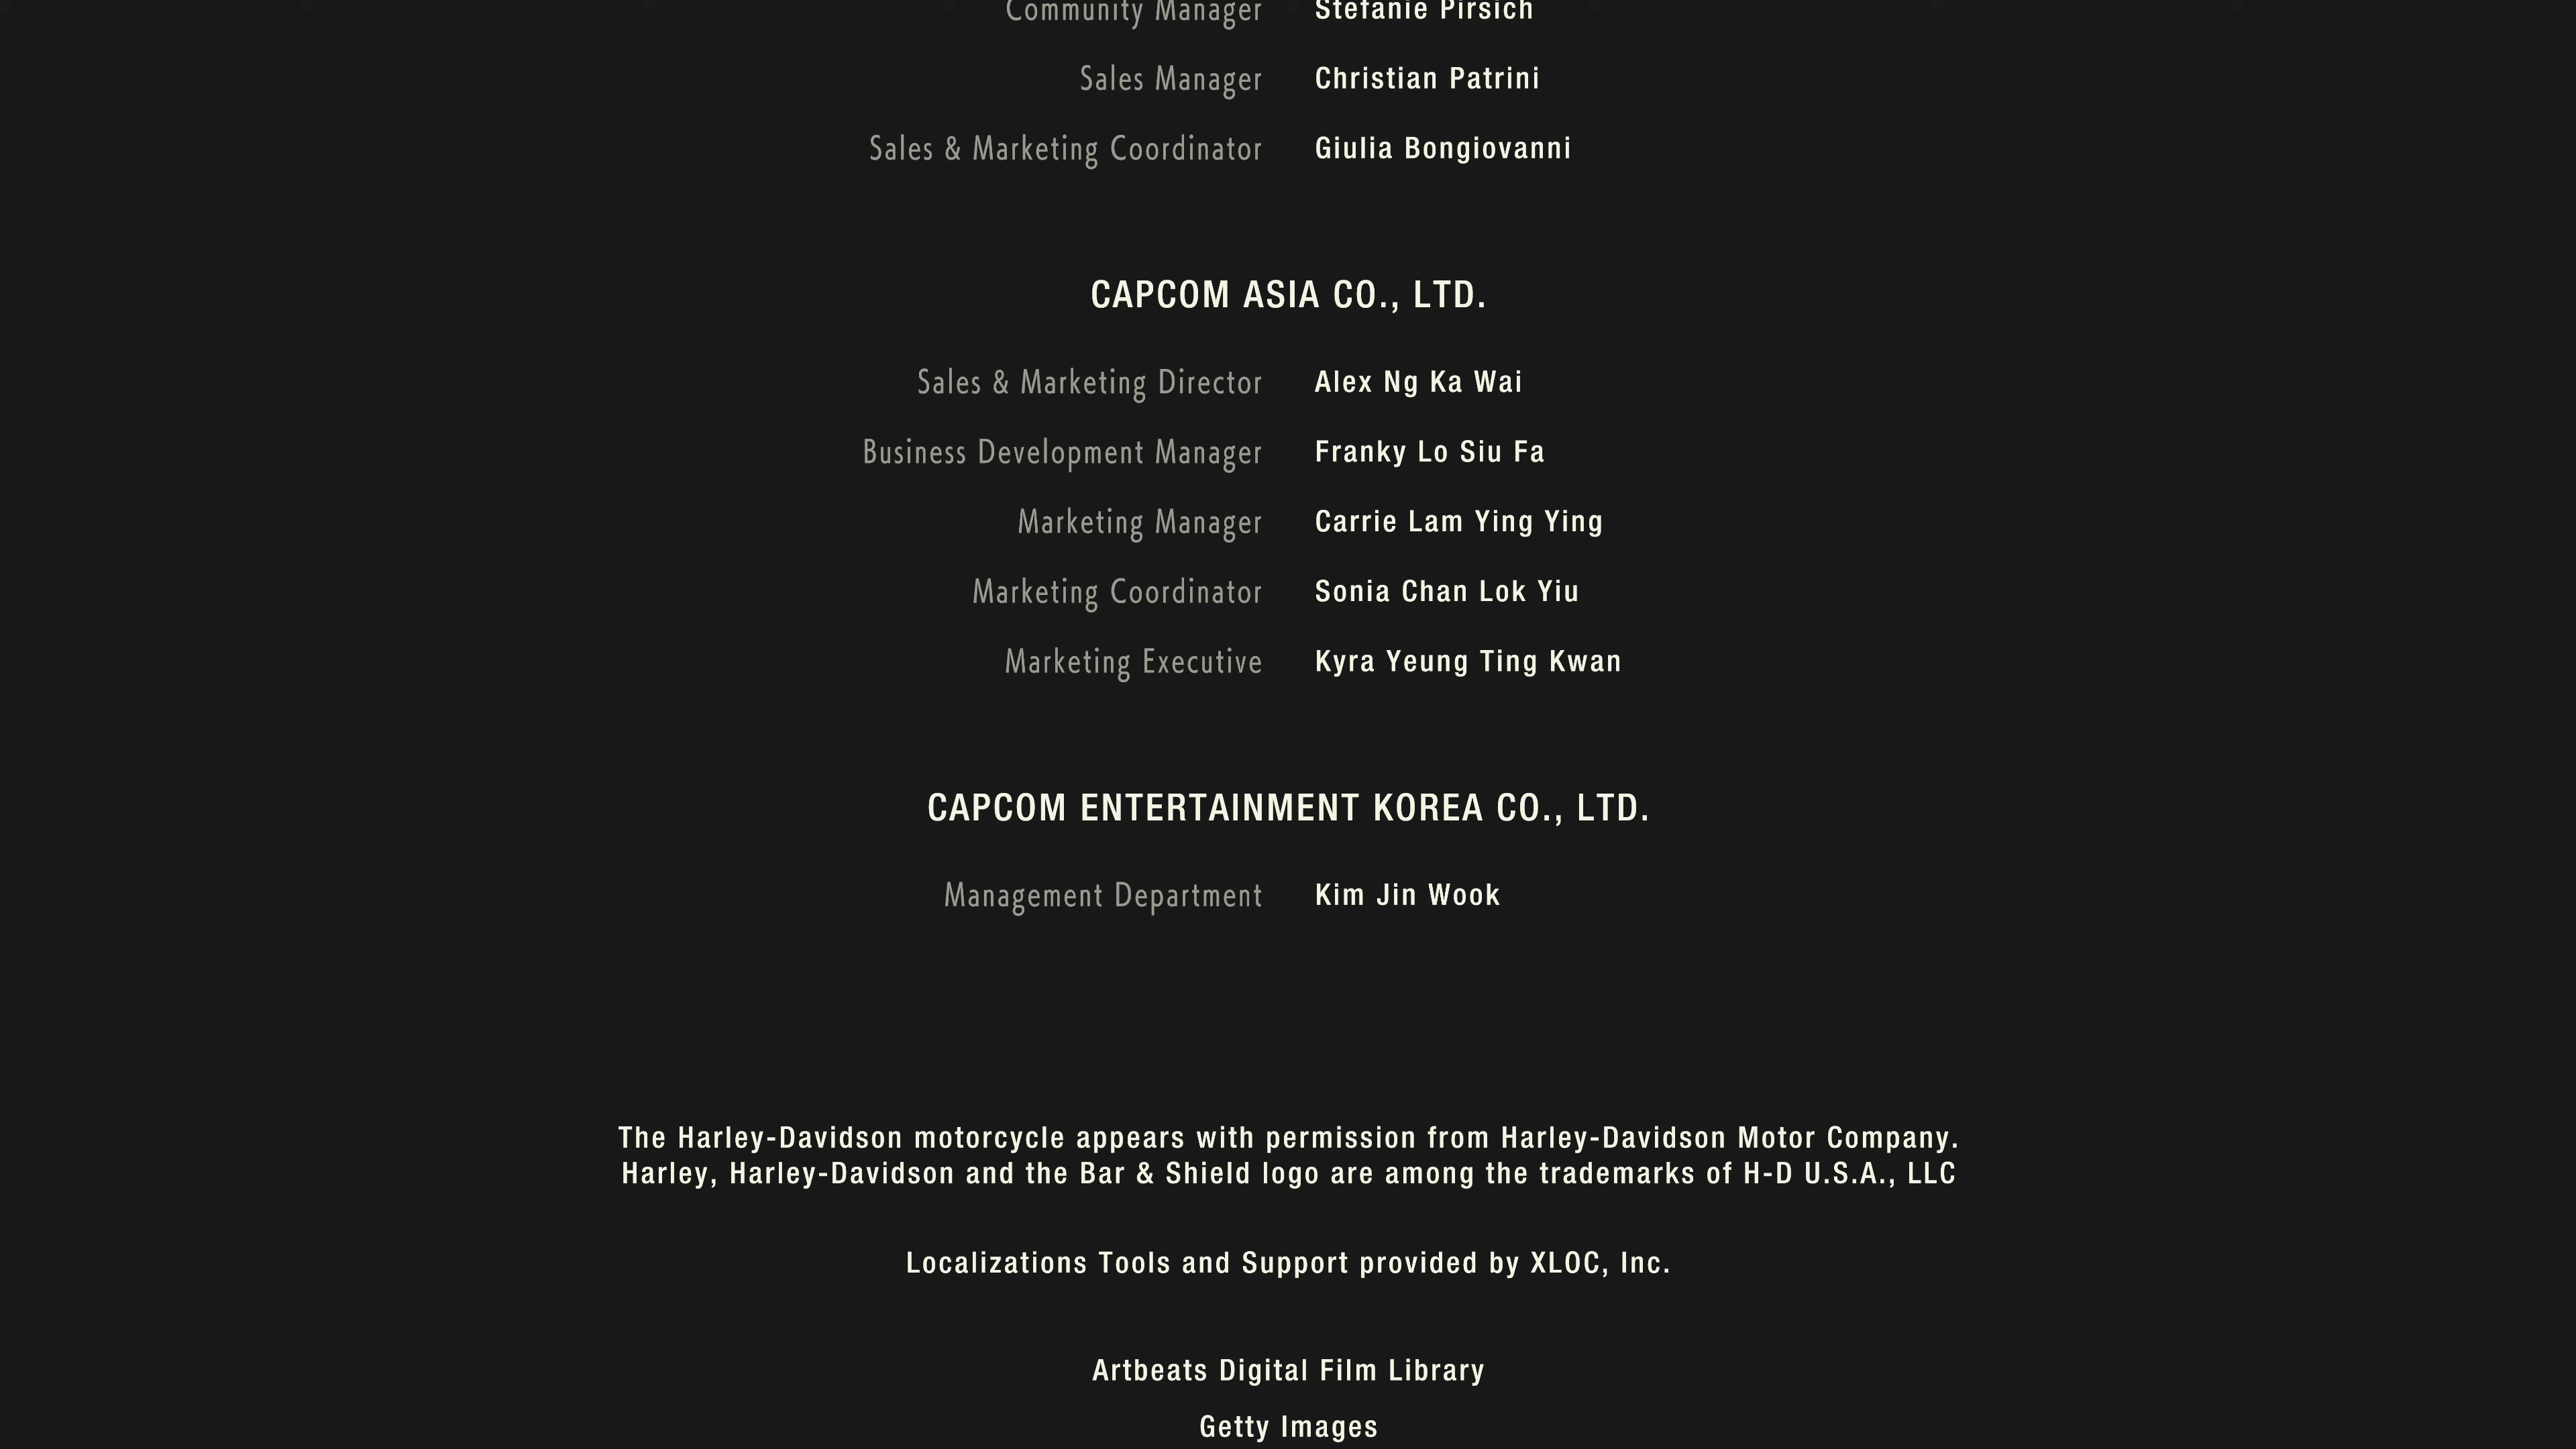 Community Manager Stefanie Pirsich
Sales Manager Christian Patrini
Sales & Marketing Coordinator Giulia Bongiovanni
CAPCOM ASIA CO., LTD.
Sales & Marketing Director Alex Ng Ka Wai
Business Development Manager Franky Lo Siu Fa
Marketing Manager Carrie Lam Ying Ying
Marketing Coordinator Sonia Chan Lok Yiu
Marketing Executive Kyra Yeung Ting Kwan
CAPCOM ENTERTAINMENT KOREA CO., LTD.
Management Department Kim Jin Wook
The Harley-Davidson motorcycle appears with permission from Harley-Davidson Motor Company.
Harley, Harley-Davidson and the Bar & Shield logo are among the trademarks of H-D U.S.A., LLC
Localizations Tools and Support provided by XLOC, Inc.
Artbeats Digital Film Library
Getty Images